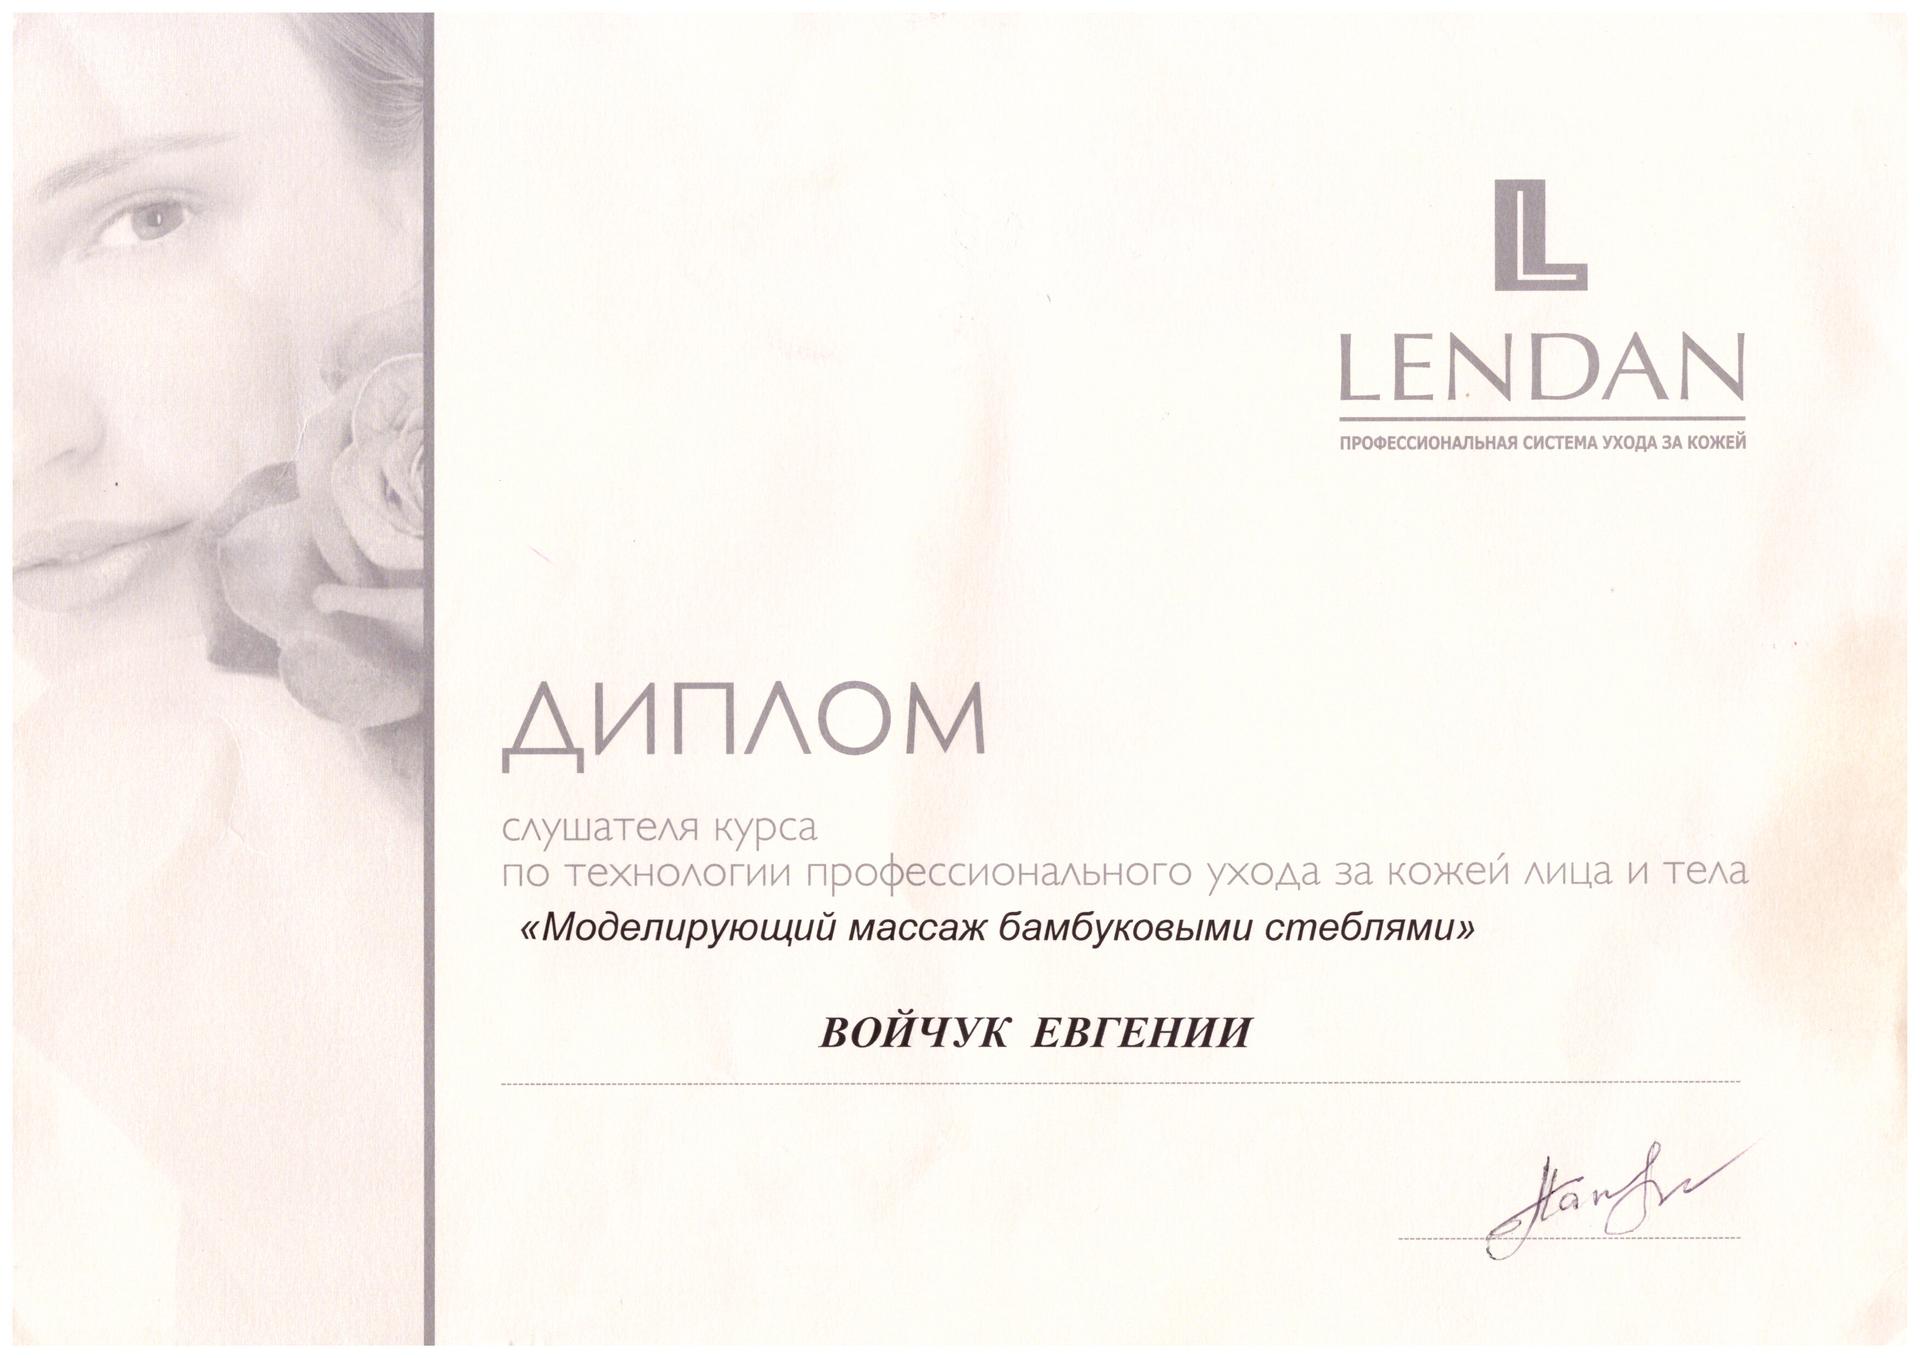 L
LENDAN
ПРОФЕССИОНАЛЬНАЯ СИСТЕМА УХОДА ЗА КОЖЕЙ
ДИПЛОМ
слушателя курса
по технологии профессионального ухода за кожей лица и тела
«Моделирующий массаж бамбуковыми стеблями»
ВОЙЧУК ЕВГЕНИИ